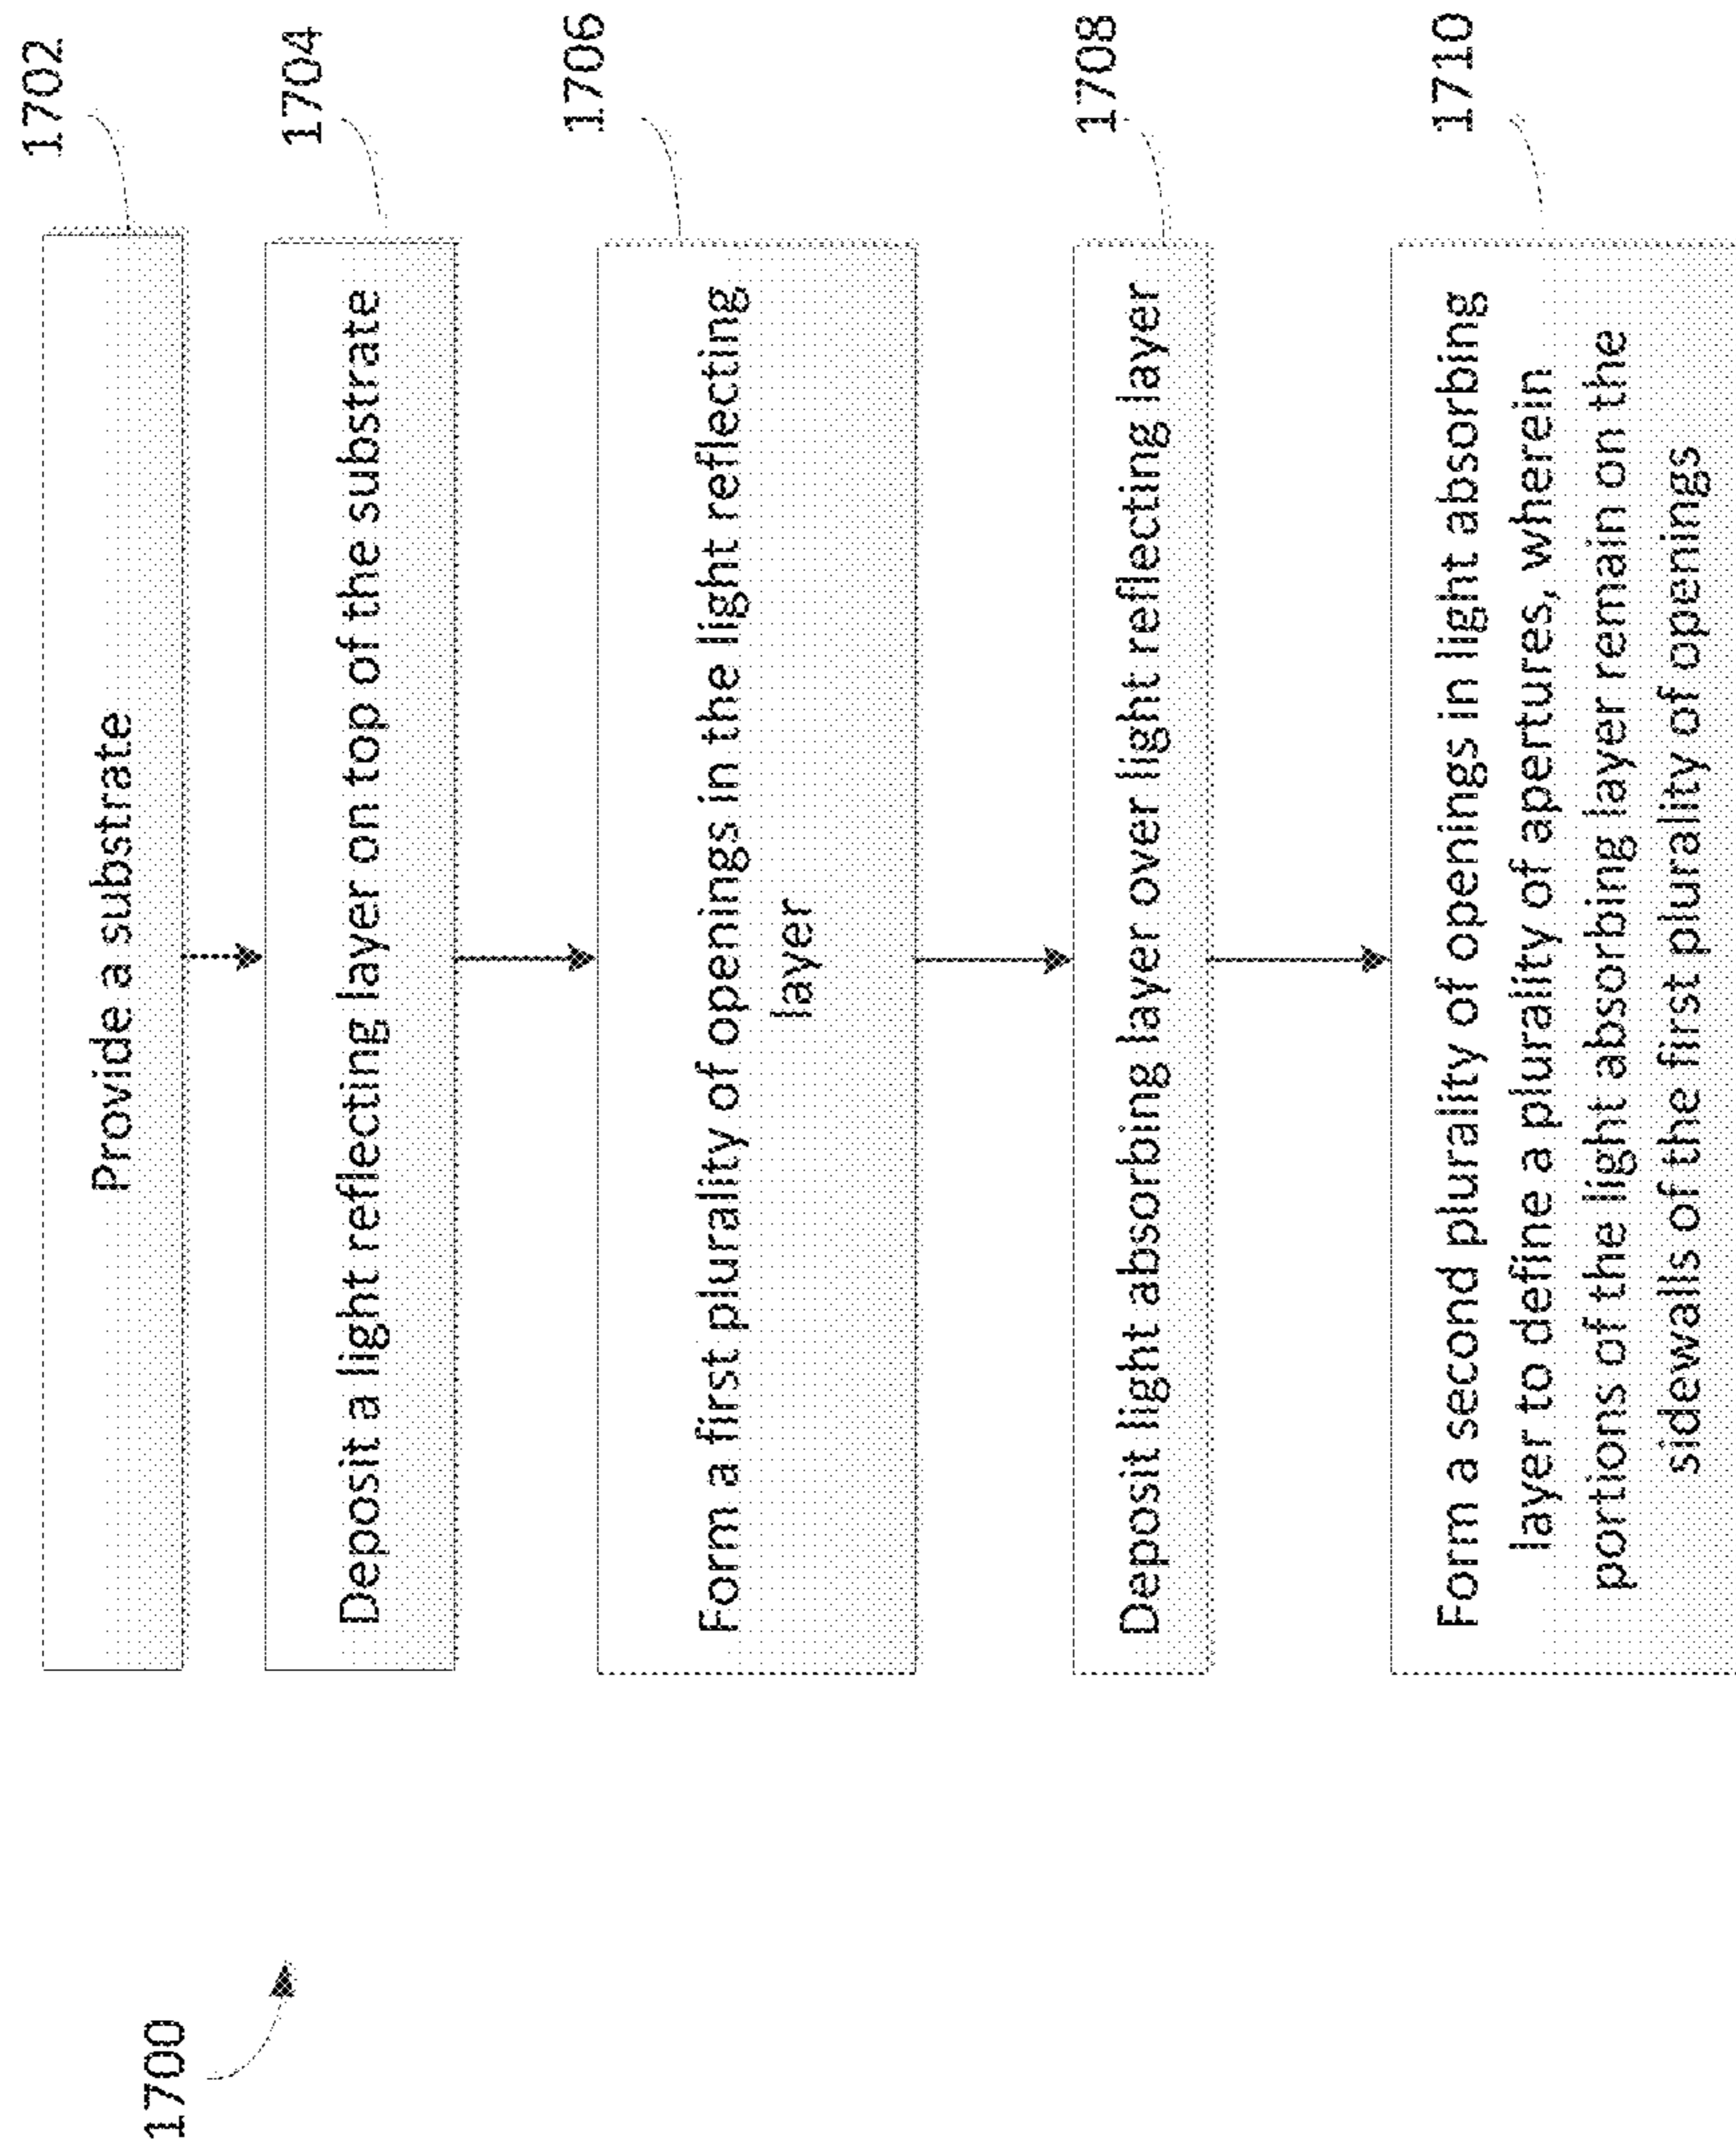 1700
1702
Provide a substrate
1704
Deposit a light reflecting layer on top of the substrate
1706
Form a first plurality of openings in the light reflecting
layer
1708
Deposit light absorbing layer over light reflecting layer
1710
Form a second plurality of openings in light absorbing
layer to define a plurality of apertures, wherein
portions of the light absorbing layer remain on the
sidewalls of the first plurality of openings